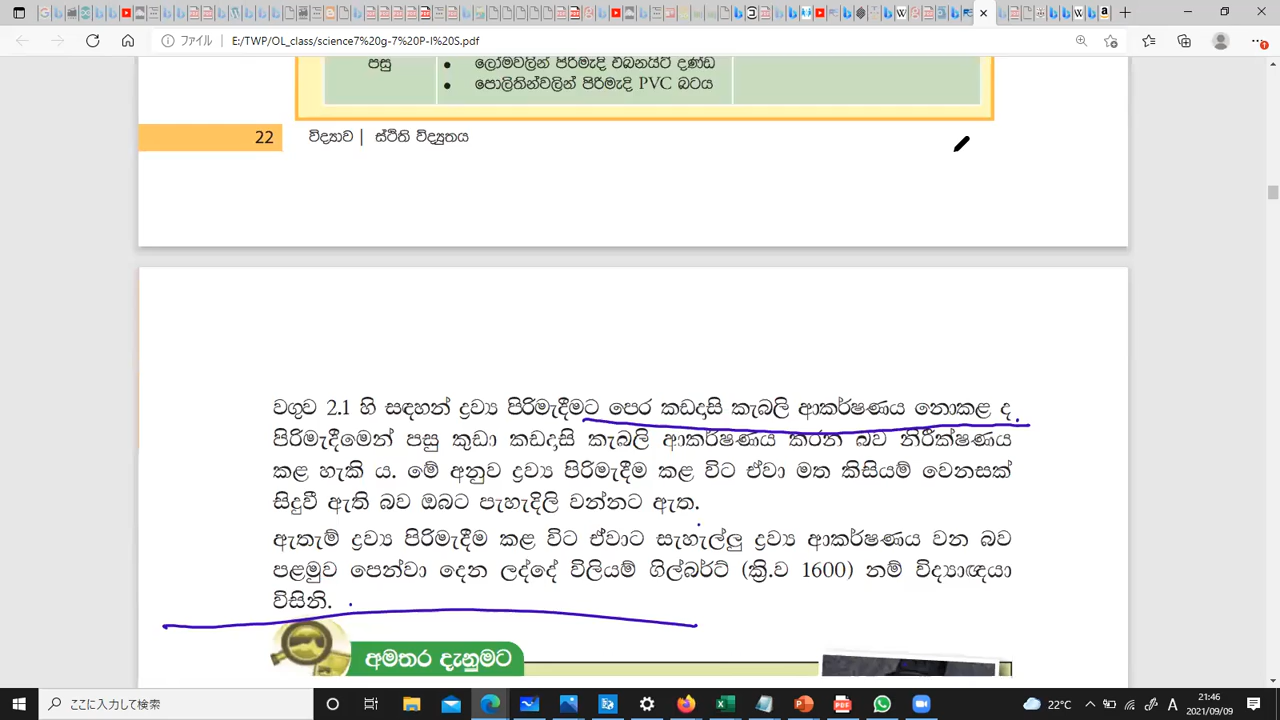 ファイル E:/TWP/OL_class/science7%20g-7%20P-I%20S.pdf
පසු
• ලෝමවලින් පිරිමැදි එබනයිට් දණ්ඩ
• පොලිතින්වලින් පිරිමැදි PVC බටය
22 විද්‍යාව | ස්ථිති විද්‍යුතය
වගුව 2.1 හි සඳහන් ද්‍රව්‍ය පිරිමැදීමට පෙර කඩදාසි කැබලි ආකර්ෂණය නොකළ ද
පිරිමැදීමෙන් පසු කුඩා කඩදාසි කැබලි ආකර්ෂණය කරන බව නිරීක්ෂණය
කළ හැකි ය. මේ අනුව ද්‍රව්‍ය පිරිමැදීම කළ විට ඒවා මත කිසියම් වෙනසක්
සිදුවී ඇති බව ඔබට පැහැදිලි වන්නට ඇත.
ඇතැම් ද්‍රව්‍ය පිරිමැදීම කළ විට ඒවාට සැහැල්ලු ද්‍රව්‍ය ආකර්ෂණය වන බව
පළමුව පෙන්වා දෙන ලද්දේ විලියම් ගිල්බර්ට් (ක්‍රි.ව 1600) නම් විද්‍යාඥයා
විසිනි.
අමතර දැනුමට
ここに入力して検索
22℃
A
21:46
2021/09/09